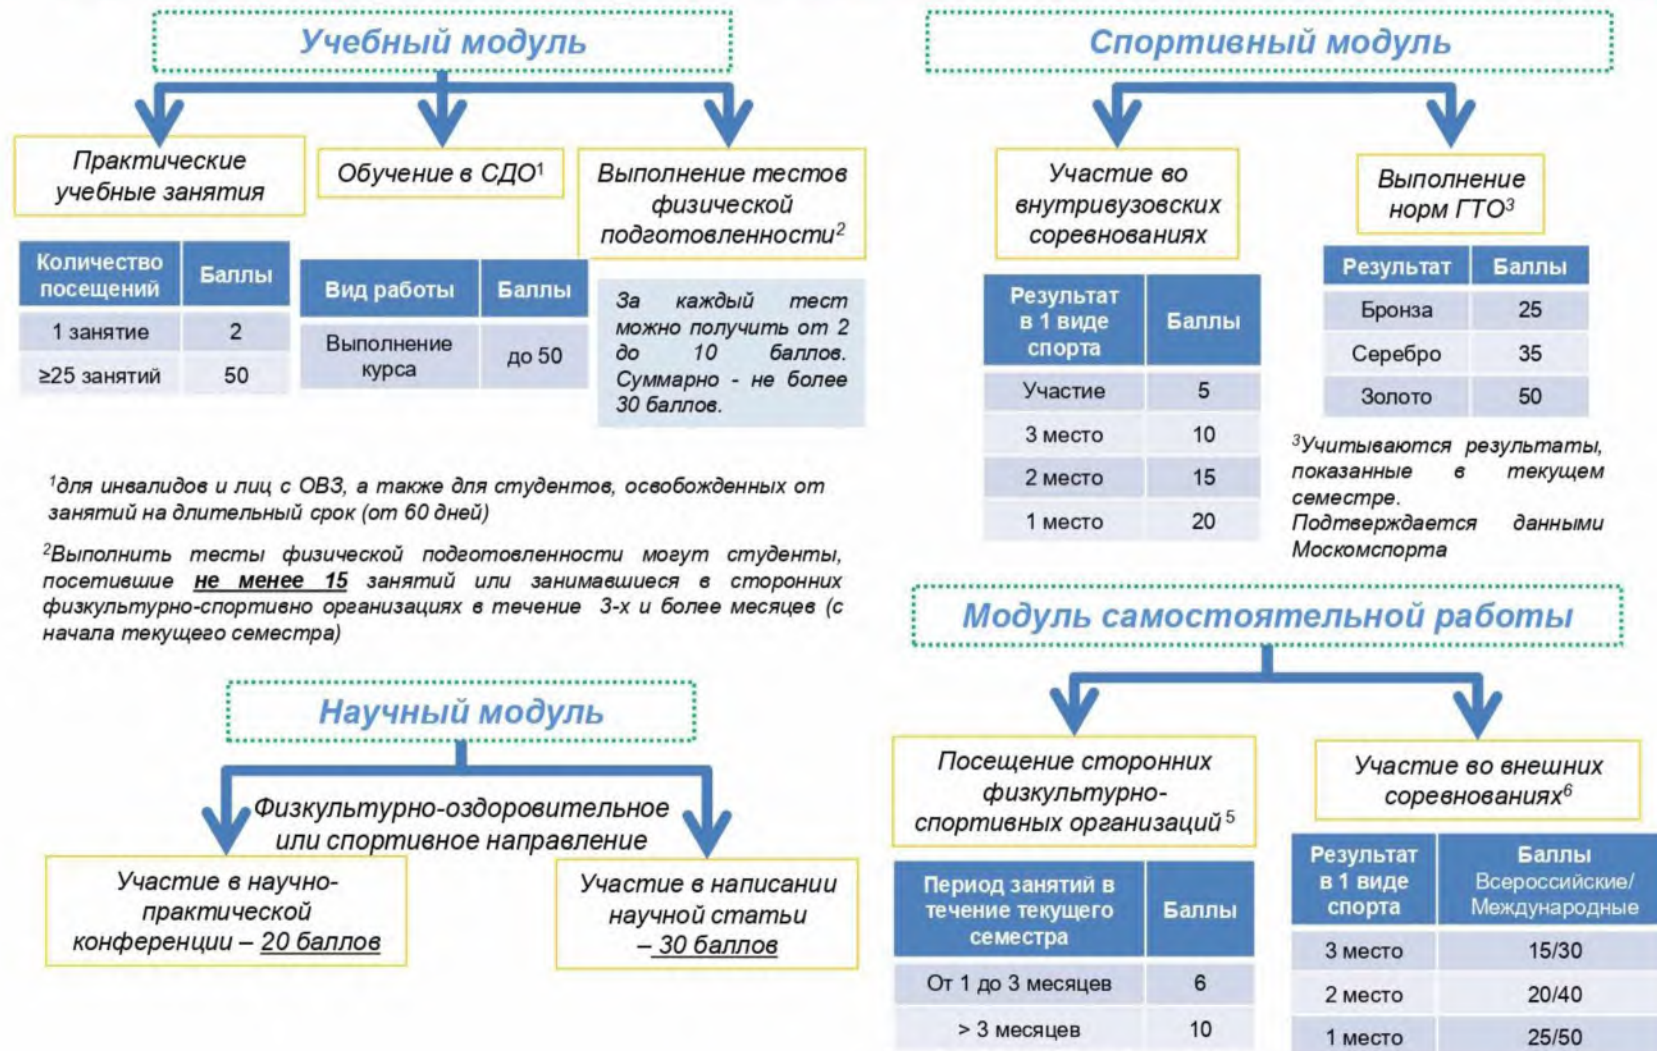 Учебный модуль
Практические
учебные занятия
Обучение в СДО¹
Выполнение тестов
физической
подготовленности²
Количество
посещений
Баллы
1 занятие
2
≥25 занятий
50
Вид работы
Баллы
Выполнение
курса
до 50
За каждый тест
можно получить от 2
до 10 баллов.
Суммарно - не более
30 баллов.
¹для инвалидов и лиц с ОВЗ, а также для студентов, освобожденных от
занятий на длительный срок (от 60 дней)
²Выполнить тесты физической подготовленности могут студенты,
посетившие не менее 15 занятий или занимавшиеся в сторонних
физкультурно-спортивно организациях в течение 3-х и более месяцев (с
начала текущего семестра)
Спортивный модуль
Участие во
внутривузовских
соревнованиях
Выполнение
норм ГТО³
Результат
в 1 виде
спорта
Баллы
Участие
5
3 место
10
2 место
15
1 место
20
Результат
Баллы
Бронза
25
Серебро
35
Золото
50
³Учитываются результаты,
показанные в текущем
семестре.
Подтверждается данными
Москомспорта
Научный модуль
Физкультурно-оздоровительное
или спортивное направление
Участие в научно-
практической
конференции – 20 баллов
Участие в написании
научной статьи
– 30 баллов
Модуль самостоятельной работы
Посещение сторонних
физкультурно-
спортивных организаций ⁵
Участие во внешних
соревнованиях⁶
Период занятий в
течение текущего
семестра
Баллы
От 1 до 3 месяцев
6
> 3 месяцев
10
Результат
в 1 виде
спорта
Баллы
Всероссийские/
Международные
3 место
15/30
2 место
20/40
1 место
25/50